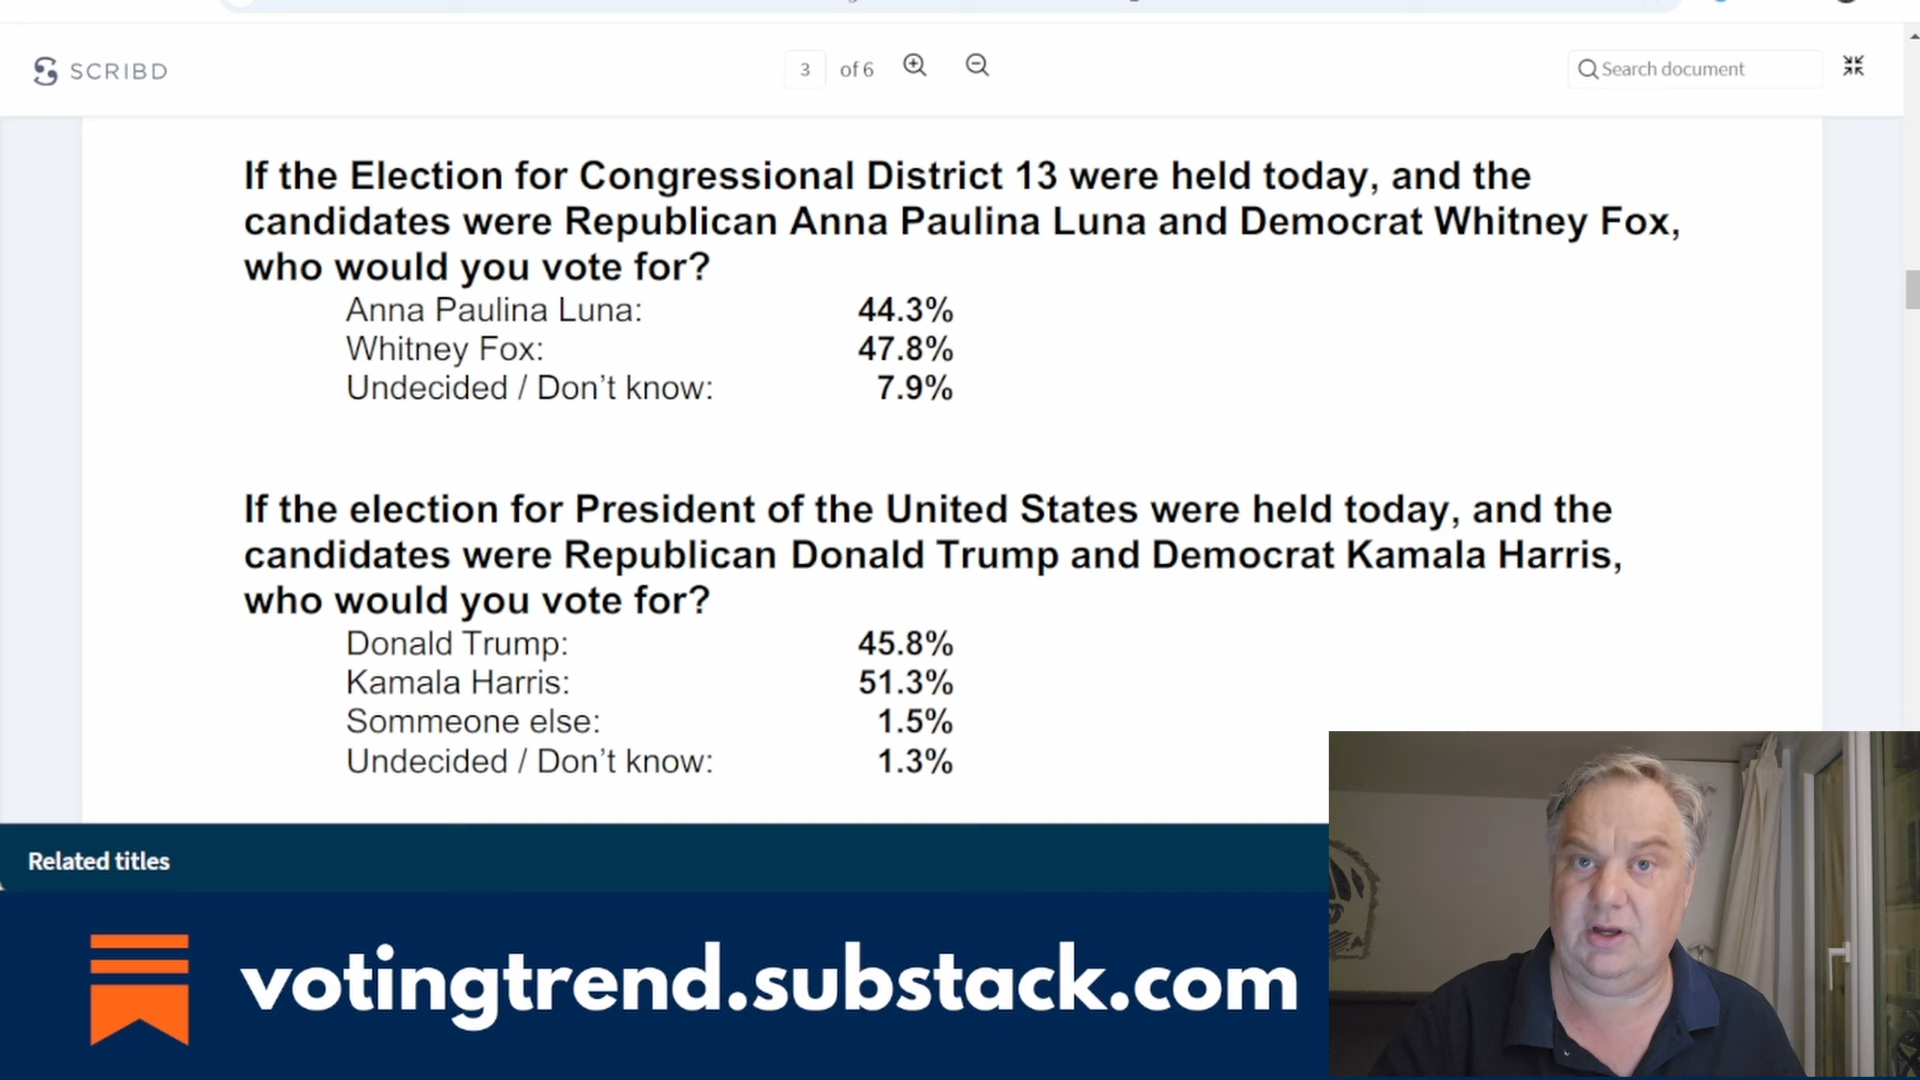 SCRIBD
3 of 6
Search document
If the Election for Congressional District 13 were held today, and the
candidates were Republican Anna Paulina Luna and Democrat Whitney Fox,
who would you vote for?
Anna Paulina Luna: 44.3%
Whitney Fox: 47.8%
Undecided / Don’t know: 7.9%
If the election for President of the United States were held today, and the
candidates were Republican Donald Trump and Democrat Kamala Harris,
who would you vote for?
Donald Trump: 45.8%
Kamala Harris: 51.3%
Sommeone else: 1.5%
Undecided / Don’t know: 1.3%
Related titles
votingtrend.substack.com